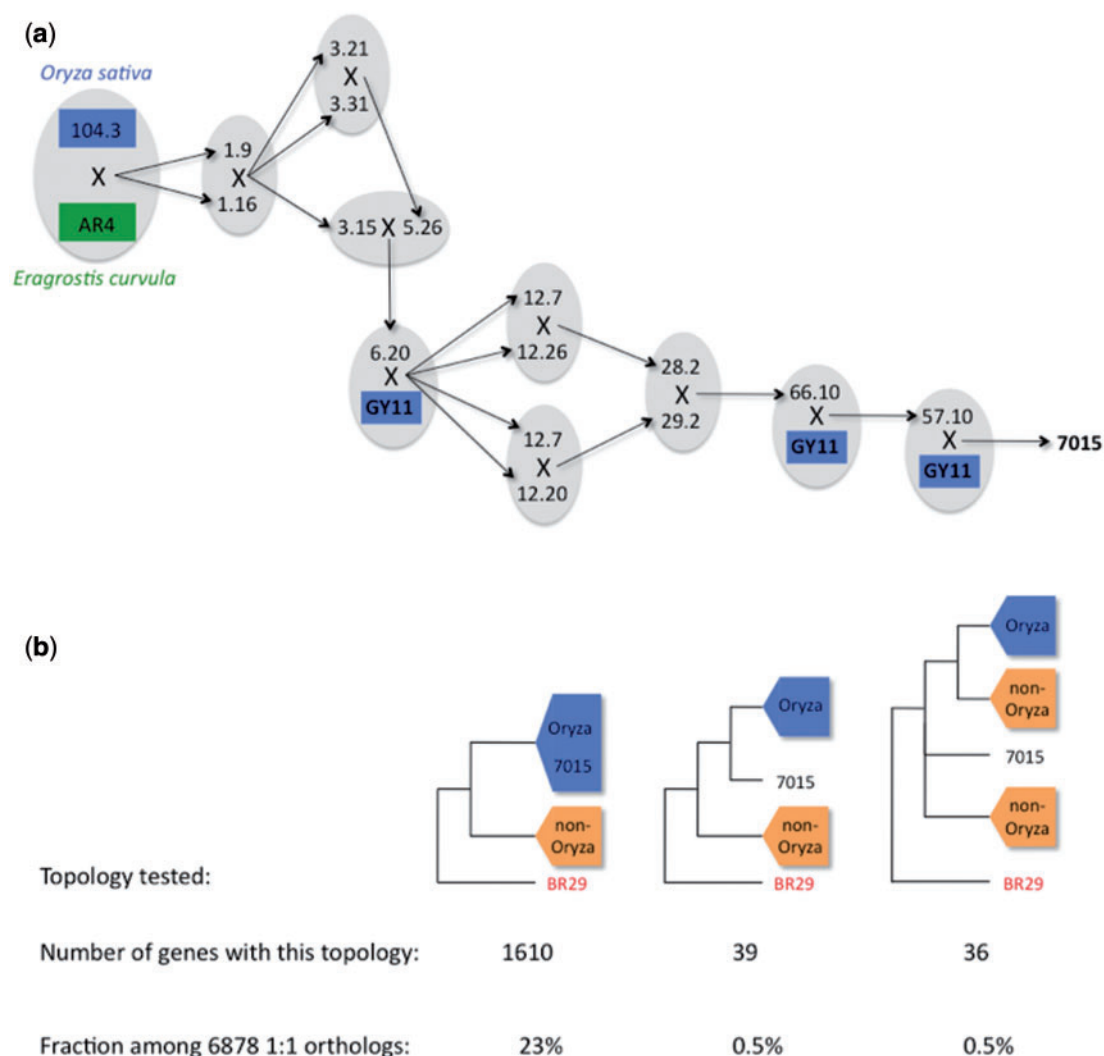 (a)
Oryza sativa
104.3
X
AR4
Eragrostis curvula
1.9
X
1.16
3.21
X
3.31
3.15 X 5.26
6.20
X
GY11
12.7
X
12.26
12.7
X
12.20
28.2
X
29.2
66.10
X
GY11
57.10
X
GY11
7015
(b)
Oryza
7015
non-
Oryza
BR29
Oryza
7015
non-
Oryza
BR29
Oryza
non-
Oryza
7015
non-
Oryza
BR29
Topology tested:
Number of genes with this topology: 1610 39 36
Fraction among 6878 1:1 orthologs: 23% 0.5% 0.5%